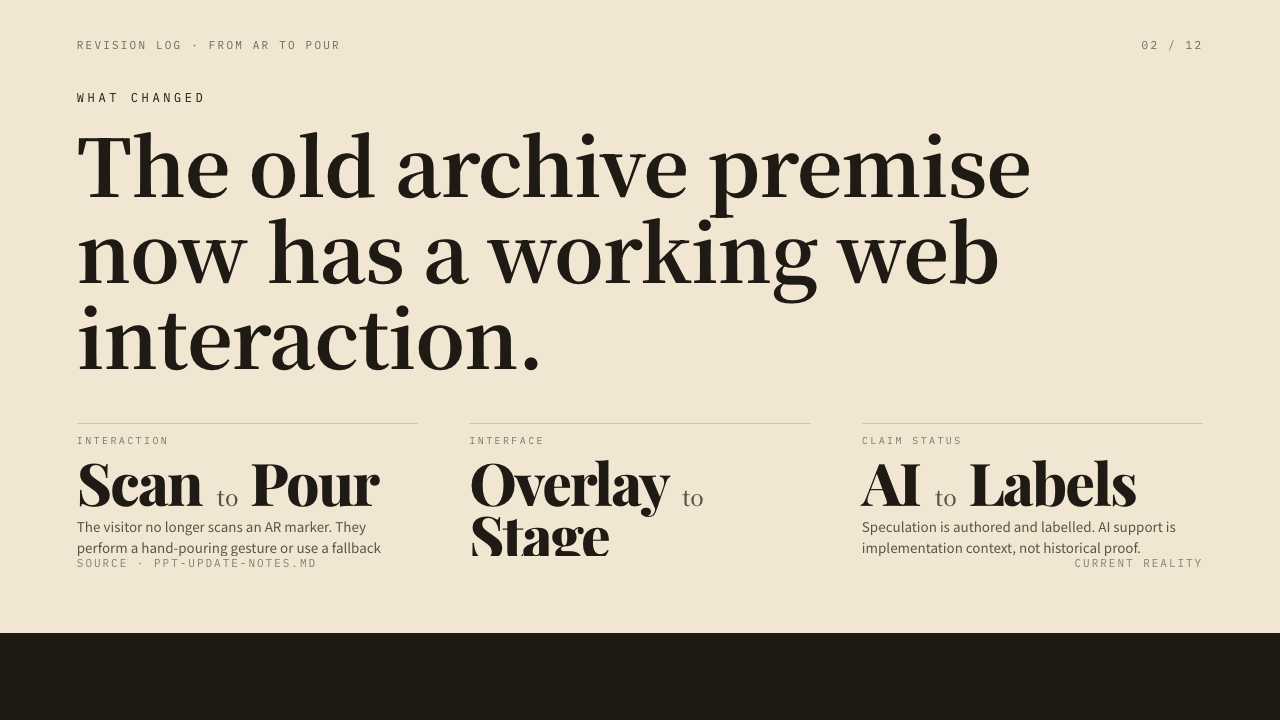 REVISION LOG · FROM AR TO POUR
02 / 12
WHAT CHANGED
The old archive premise
now has a working web
interaction.
INTERACTION
Scan to Pour
The visitor no longer scans an AR marker. They
perform a hand-pouring gesture or use a fallback
INTERFACE
Overlay to
Stage
CLAIM STATUS
AI to Labels
Speculation is authored and labelled. AI support is
implementation context, not historical proof.
SOURCE · PPT-UPDATE-NOTES.MD
CURRENT REALITY